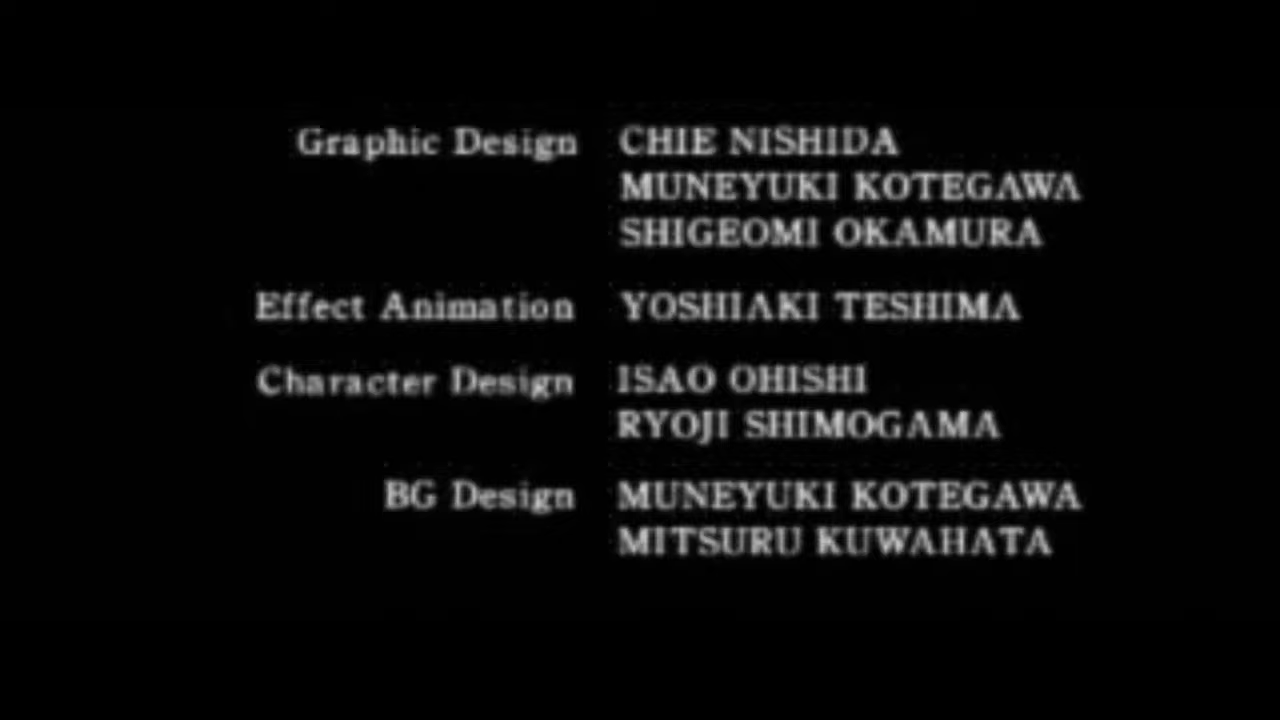 Graphic Design CHIE NISHIDA
MUNEYUKI KOTEGAWA
SHIGEOMI OKAMURA
Effect Animation YOSHIAKI TESHIMA
Character Design ISAO OHISHI
RYOJI SHIMOGAMA
BG Design MUNEYUKI KOTEGAWA
MITSURU KUWAHATA